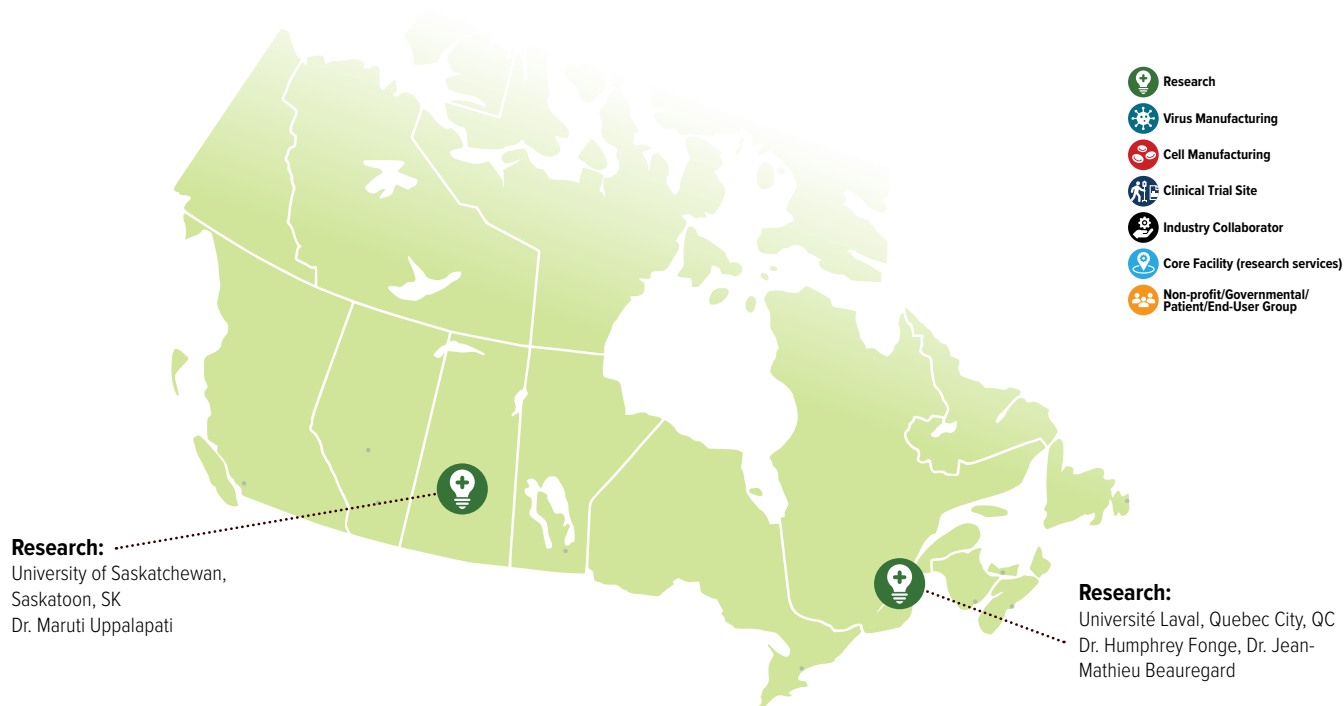 Research
Virus Manufacturing
Cell Manufacturing
Clinical Trial Site
Industry Collaborator
Core Facility (research services)
Non-profit/Governmental/
Patient/End-User Group
Research:
University of Saskatchewan,
Saskatoon, SK
Dr. Maruti Uppalapati
Research:
Université Laval, Quebec City, QC
Dr. Humphrey Fonge, Dr. Jean-
Mathieu Beauregard